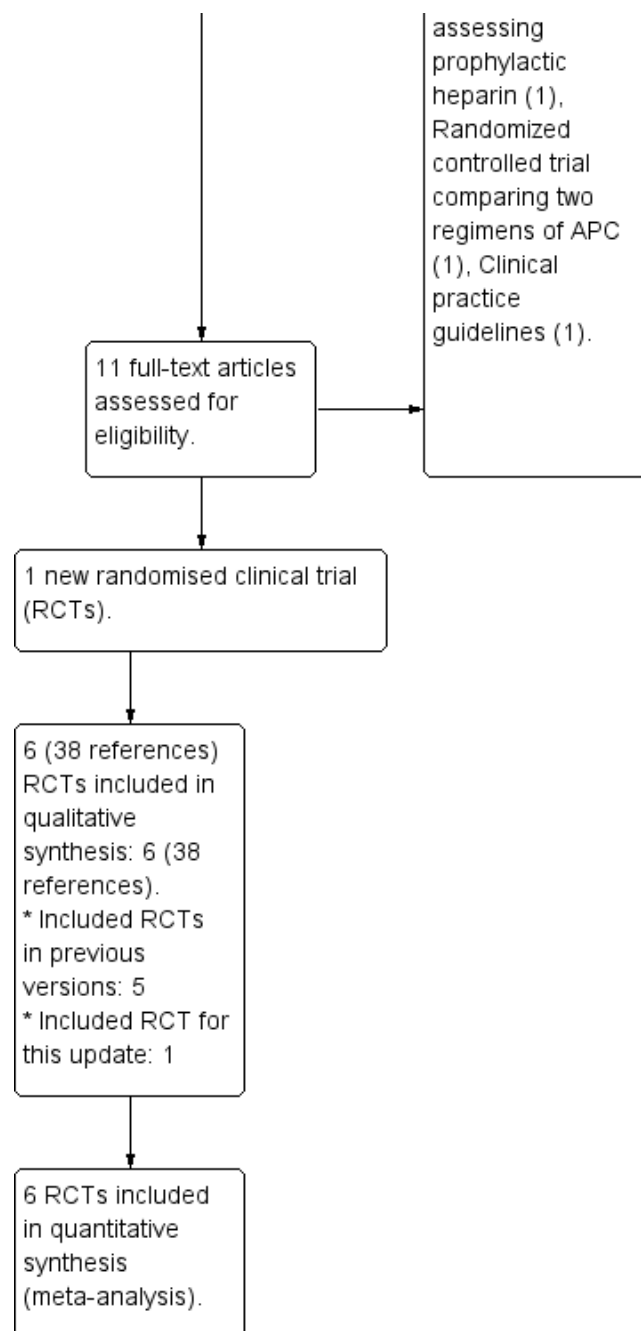 assessing
prophylactic
heparin (1),
Randomized
controlled trial
comparing two
regimens of APC
(1), Clinical
practice
guidelines (1).
11 full-text articles
assessed for
eligibility.
1 new randomised clinical trial
(RCTs).
6 (38 references)
RCTs included in
qualitative
synthesis: 6 (38
references).
* Included RCTs
in previous
versions: 5
* Included RCT for
this update: 1
6 RCTs included
in quantitative
synthesis
(meta-analysis).